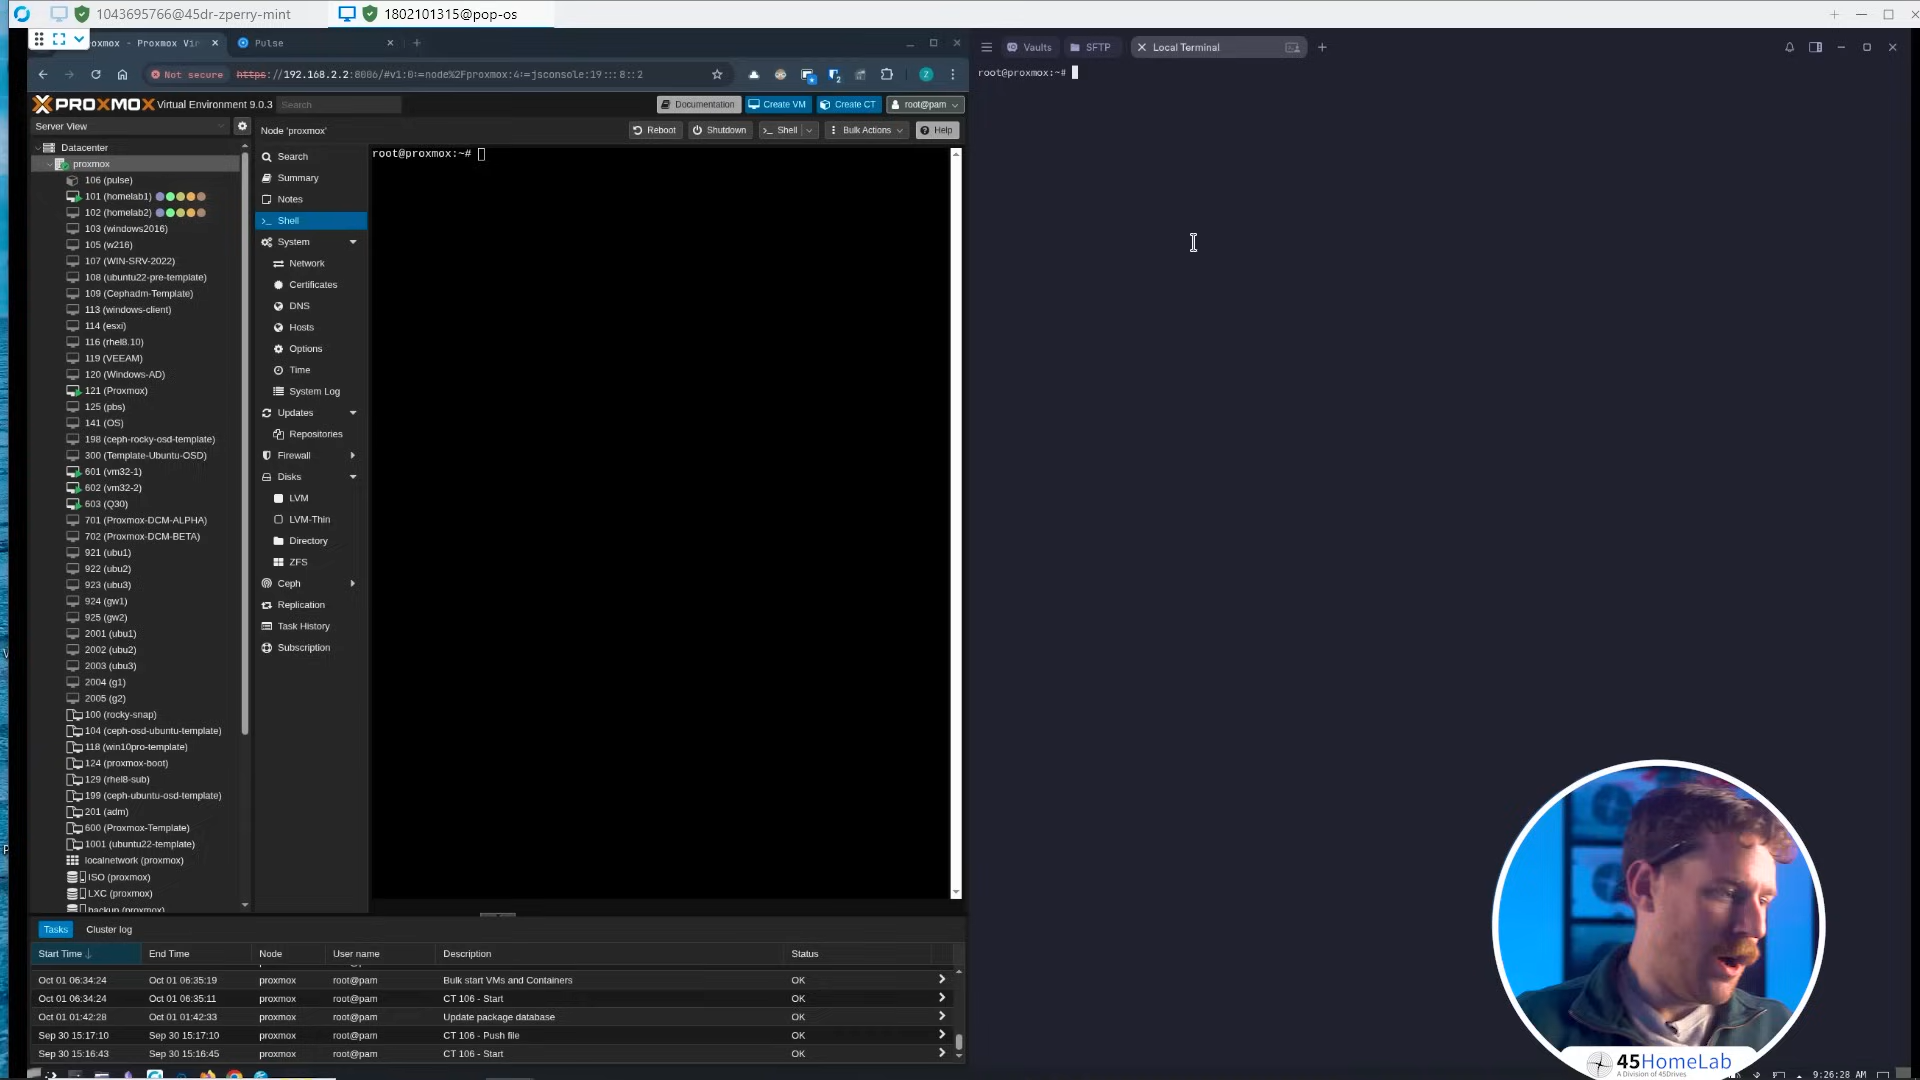 1043695766@45dr-zperry-mint
1802101315@pop-os
oxmox - Proxmox Vir
Pulse
Not secure
https://192.168.2.2:8006/#v1:0:=node%2Fproxmox:4:=jsconsole:19:::8::2
Z
PROXMOX Virtual Environment 9.0.3
Search
Documentation
Create VM
Create CT
root@pam
Server View
Node 'proxmox'
Reboot
Shutdown
>_ Shell
Bulk Actions
Help
Datacenter
proxmox
106 (pulse)
101 (homelab1)
102 (homelab2)
103 (windows2016)
105 (w216)
107 (WIN-SRV-2022)
108 (ubuntu22-pre-template)
109 (Cephadm-Template)
113 (windows-client)
114 (esxi)
116 (rhel8.10)
119 (VEEAM)
120 (Windows-AD)
121 (Proxmox)
125 (pbs)
141 (OS)
198 (ceph-rocky-osd-template)
300 (Template-Ubuntu-OSD)
601 (vm32-1)
602 (vm32-2)
603 (Q30)
701 (Proxmox-DCM-ALPHA)
702 (Proxmox-DCM-BETA)
921 (ubu1)
922 (ubu2)
923 (ubu3)
924 (gw1)
925 (gw2)
2001 (ubu1)
2002 (ubu2)
2003 (ubu3)
2004 (g1)
2005 (g2)
100 (rocky-snap)
104 (ceph-osd-ubuntu-template)
118 (win10pro-template)
124 (proxmox-boot)
129 (rhel8-sub)
199 (ceph-ubuntu-osd-template)
201 (adm)
600 (Proxmox-Template)
1001 (ubuntu22-template)
localnetwork (proxmox)
ISO (proxmox)
LXC (proxmox)
backup (proxmox)
Search
Summary
Notes
>_ Shell
System
Network
Certificates
DNS
Hosts
Options
Time
System Log
Updates
Repositories
Firewall
Disks
LVM
LVM-Thin
Directory
ZFS
Ceph
Replication
Task History
Subscription
root@proxmox:~#
Tasks
Cluster log
Start Time
End Time
Node
User name
Description
Status
Oct 01 06:34:24
Oct 01 06:35:19
proxmox
root@pam
Bulk start VMs and Containers
OK
Oct 01 06:34:24
Oct 01 06:35:11
proxmox
root@pam
CT 106 - Start
OK
Oct 01 01:42:28
Oct 01 01:42:33
proxmox
root@pam
Update package database
OK
Sep 30 15:17:10
Sep 30 15:17:10
proxmox
root@pam
CT 106 - Push file
OK
Sep 30 15:16:43
Sep 30 15:16:45
proxmox
root@pam
CT 106 - Start
OK
Vaults
SFTP
Local Terminal
root@proxmox:~#
45HomeLab
A Division of 45Drives
9:26:28 AM